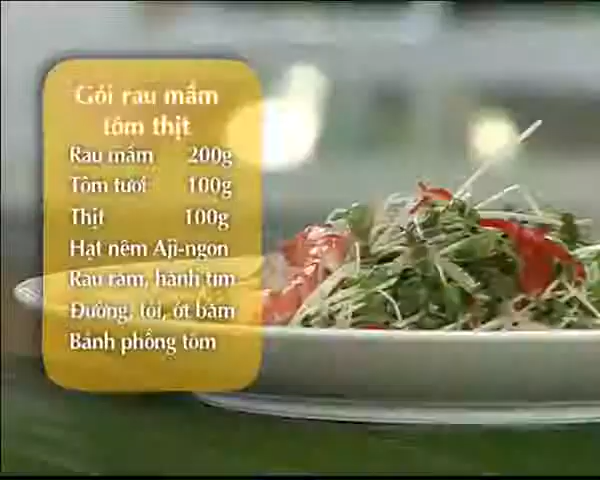 Gỏi rau mầm
tôm thịt
Rau mầm 200g
Tôm tươi 100g
Thịt 100g
Hạt nêm Aji-ngon
Rau răm, hành tím
Đường, tỏi, ớt bằm
Bánh phồng tôm